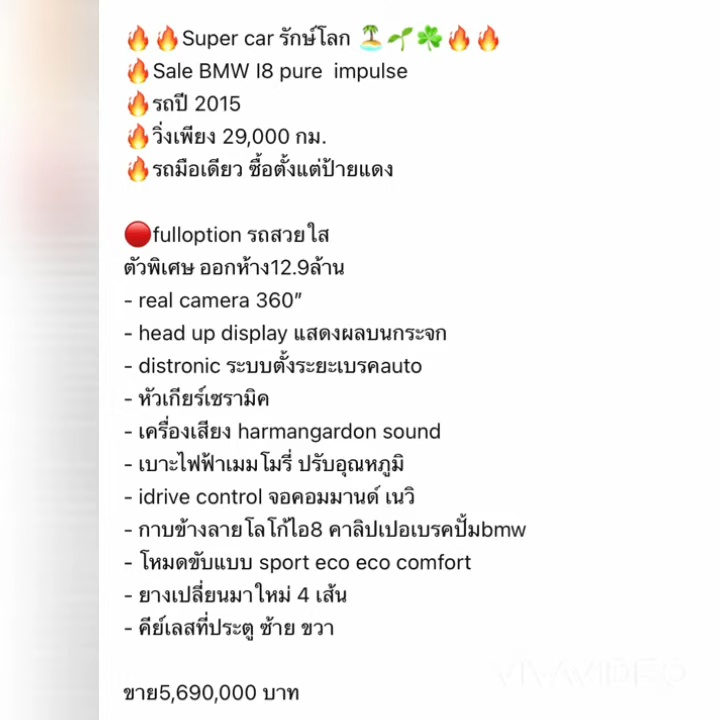 🔥🔥Super car รักษ์โลก 🏝️🌱☘️🔥🔥
🔥Sale BMW I8 pure impulse
🔥รถปี 2015
🔥วิ่งเพียง 29,000 กม.
🔥รถมือเดียว ซื้อตั้งแต่ป้ายแดง
🔴fulloption รถสวยใส
ตัวพิเศษ ออกห้าง12.9ล้าน
- real camera 360”
- head up display แสดงผลบนกระจก
- distronic ระบบตั้งระยะเบรคauto
- หัวเกียร์เซรามิค
- เครื่องเสียง harmangardon sound
- เบาะไฟฟ้าเมมโมรี่ ปรับอุณหภูมิ
- idrive control จอคอมมานด์ เนวิ
- กาบข้างลายโลโก้ไอ8 คาลิปเปอเบรคปั้มbmw
- โหมดขับแบบ sport eco eco comfort
- ยางเปลี่ยนมาใหม่ 4 เส้น
- คีย์เลสที่ประตู ซ้าย ขวา
ขาย5,690,000 บาท
VIVAVIDEO